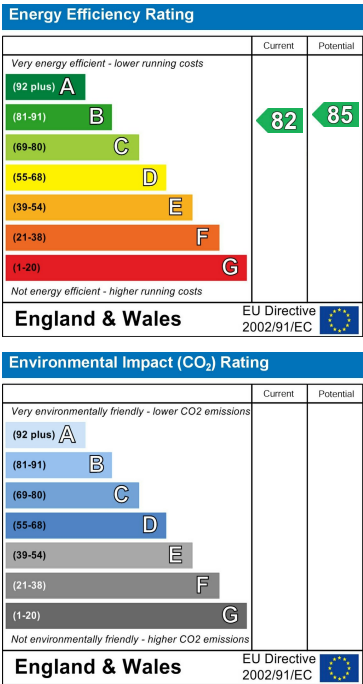 Energy Efficiency Rating
Current Potential
Very energy efficient - lower running costs
(92 plus) A
(81-91) B
82 85
(69-80) C
(55-68) D
(39-54) E
(21-38) F
(1-20) G
Not energy efficient - higher running costs
England & Wales
EU Directive
2002/91/EC
Environmental Impact (CO₂) Rating
Current Potential
Very environmentally friendly - lower CO2 emissions
(92 plus) A
(81-91) B
(69-80) C
(55-68) D
(39-54) E
(21-38) F
(1-20) G
Not environmentally friendly - higher CO2 emissions
England & Wales
EU Directive
2002/91/EC